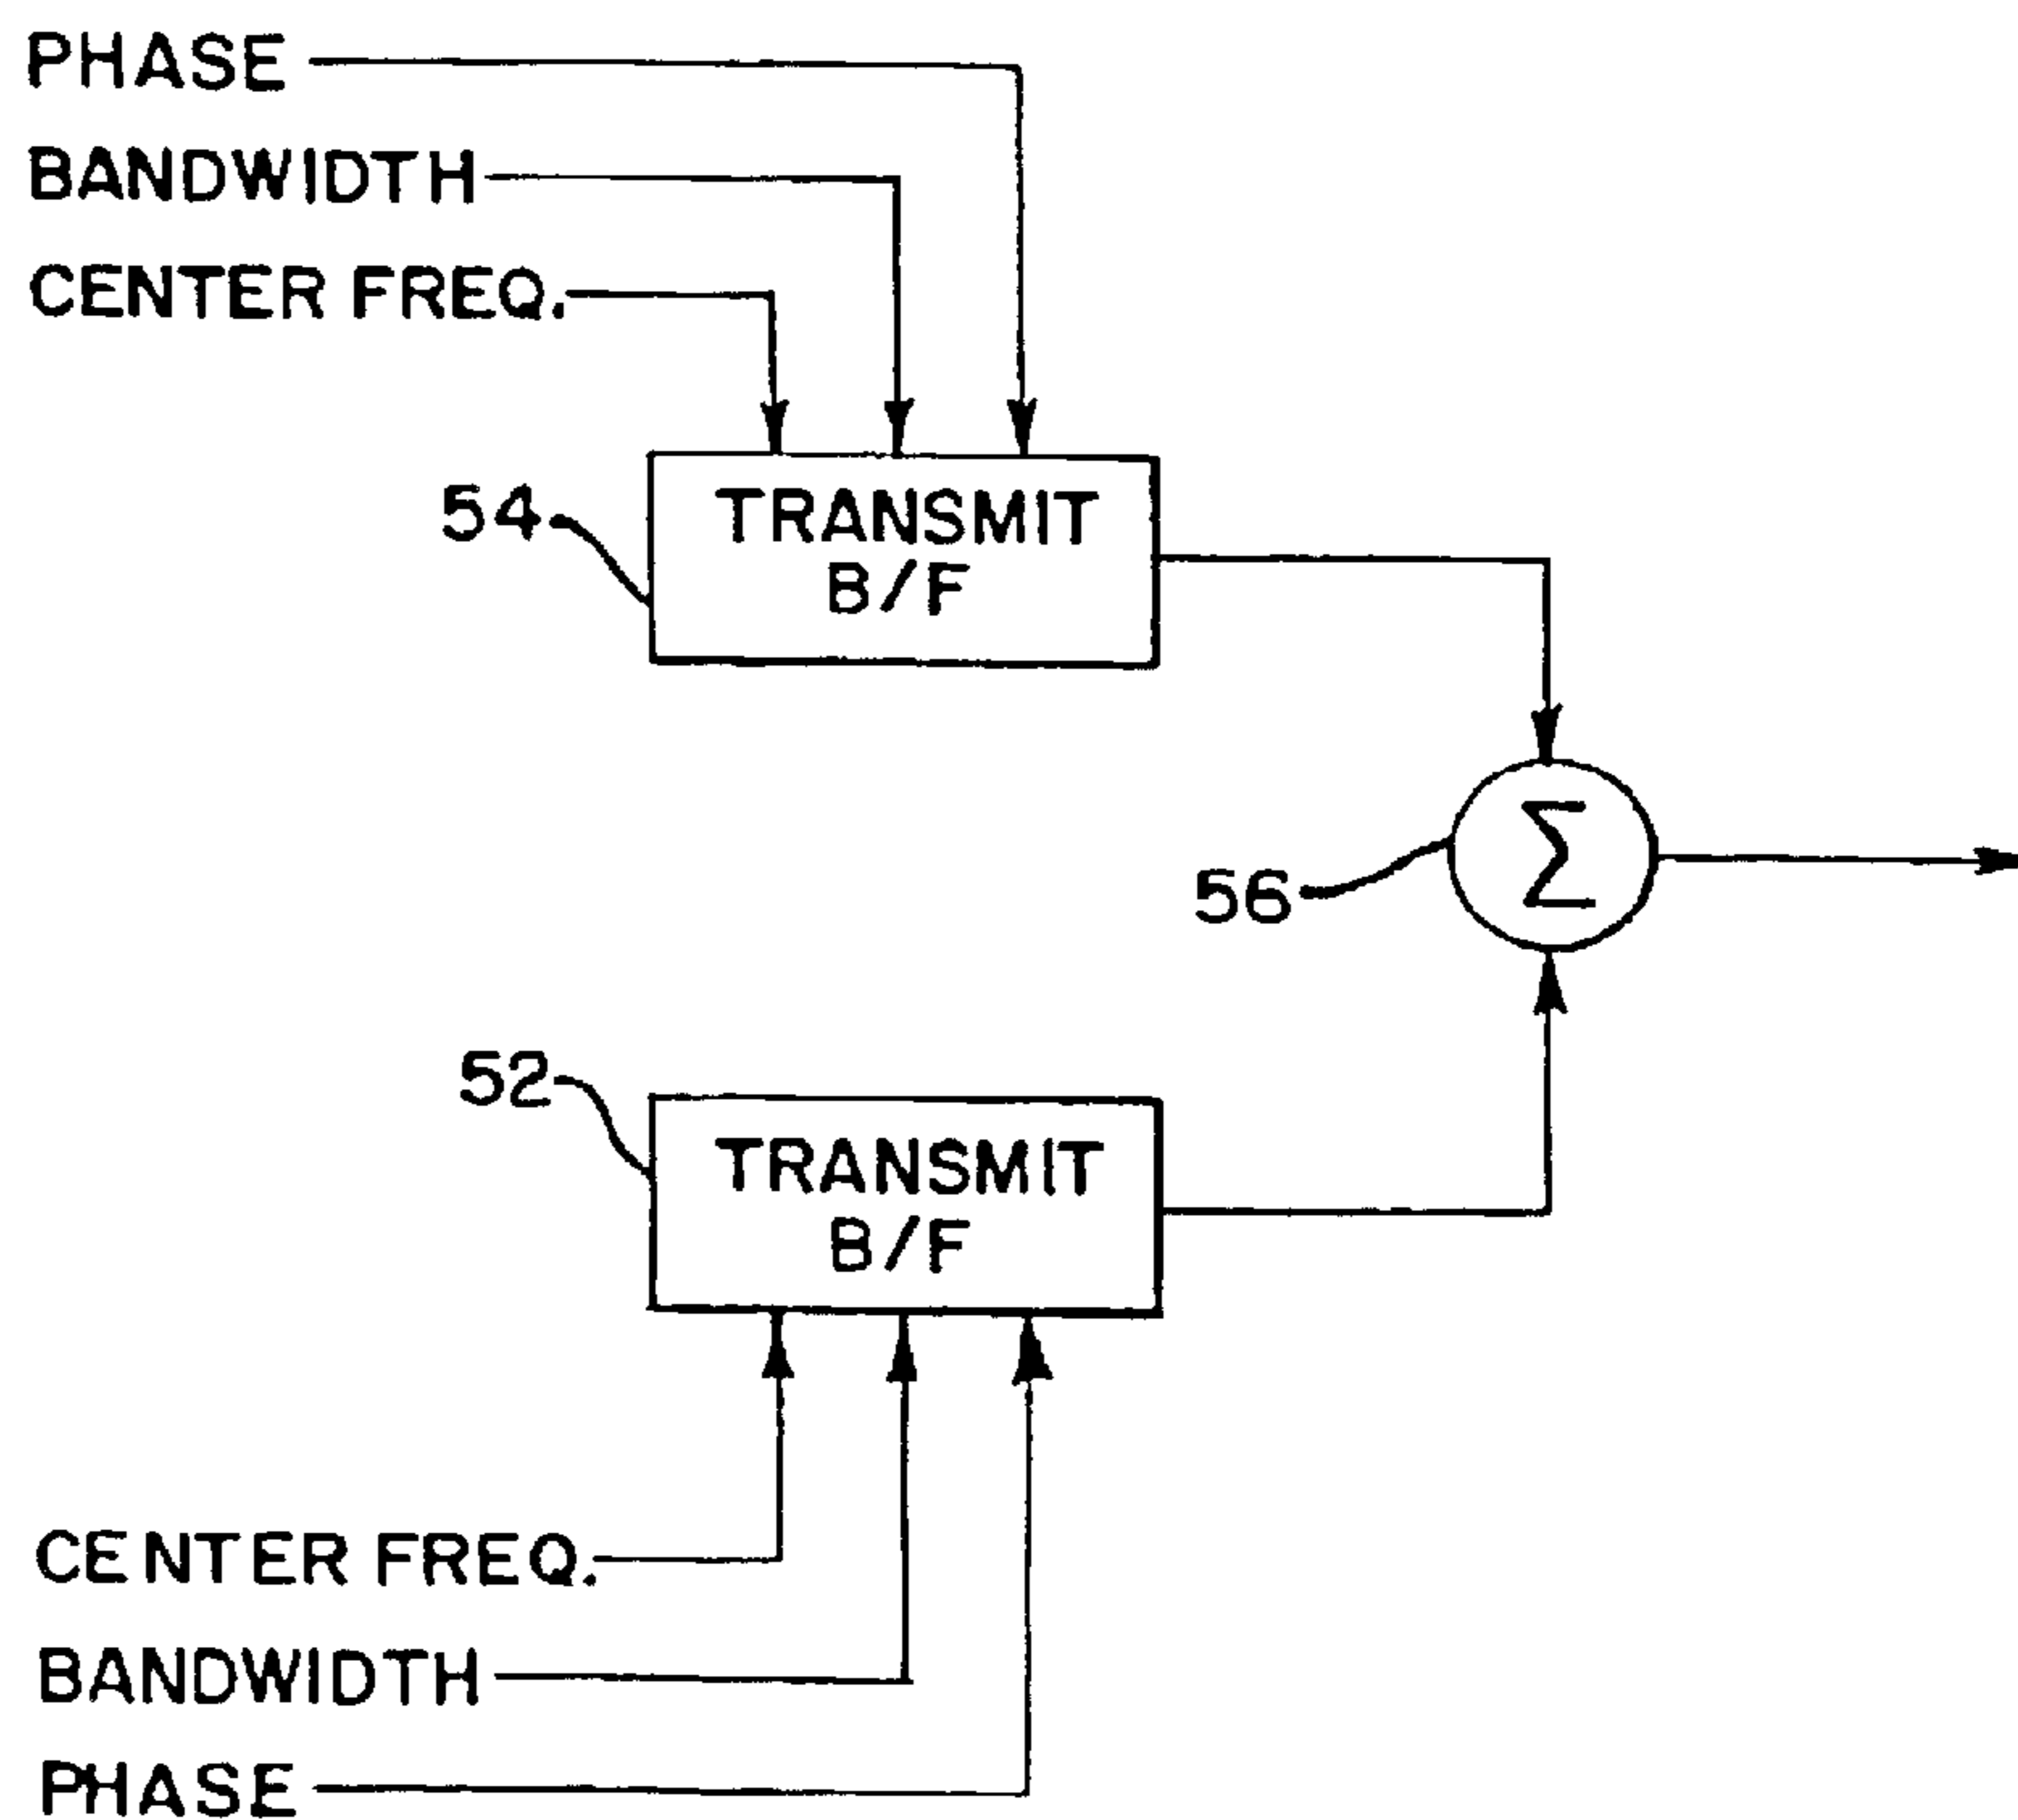 PHASE
BANDWIDTH
CENTER FREQ.
54
TRANSMIT
B/F
Σ
56
52
TRANSMIT
B/F
CENTER FREQ.
BANDWIDTH
PHASE